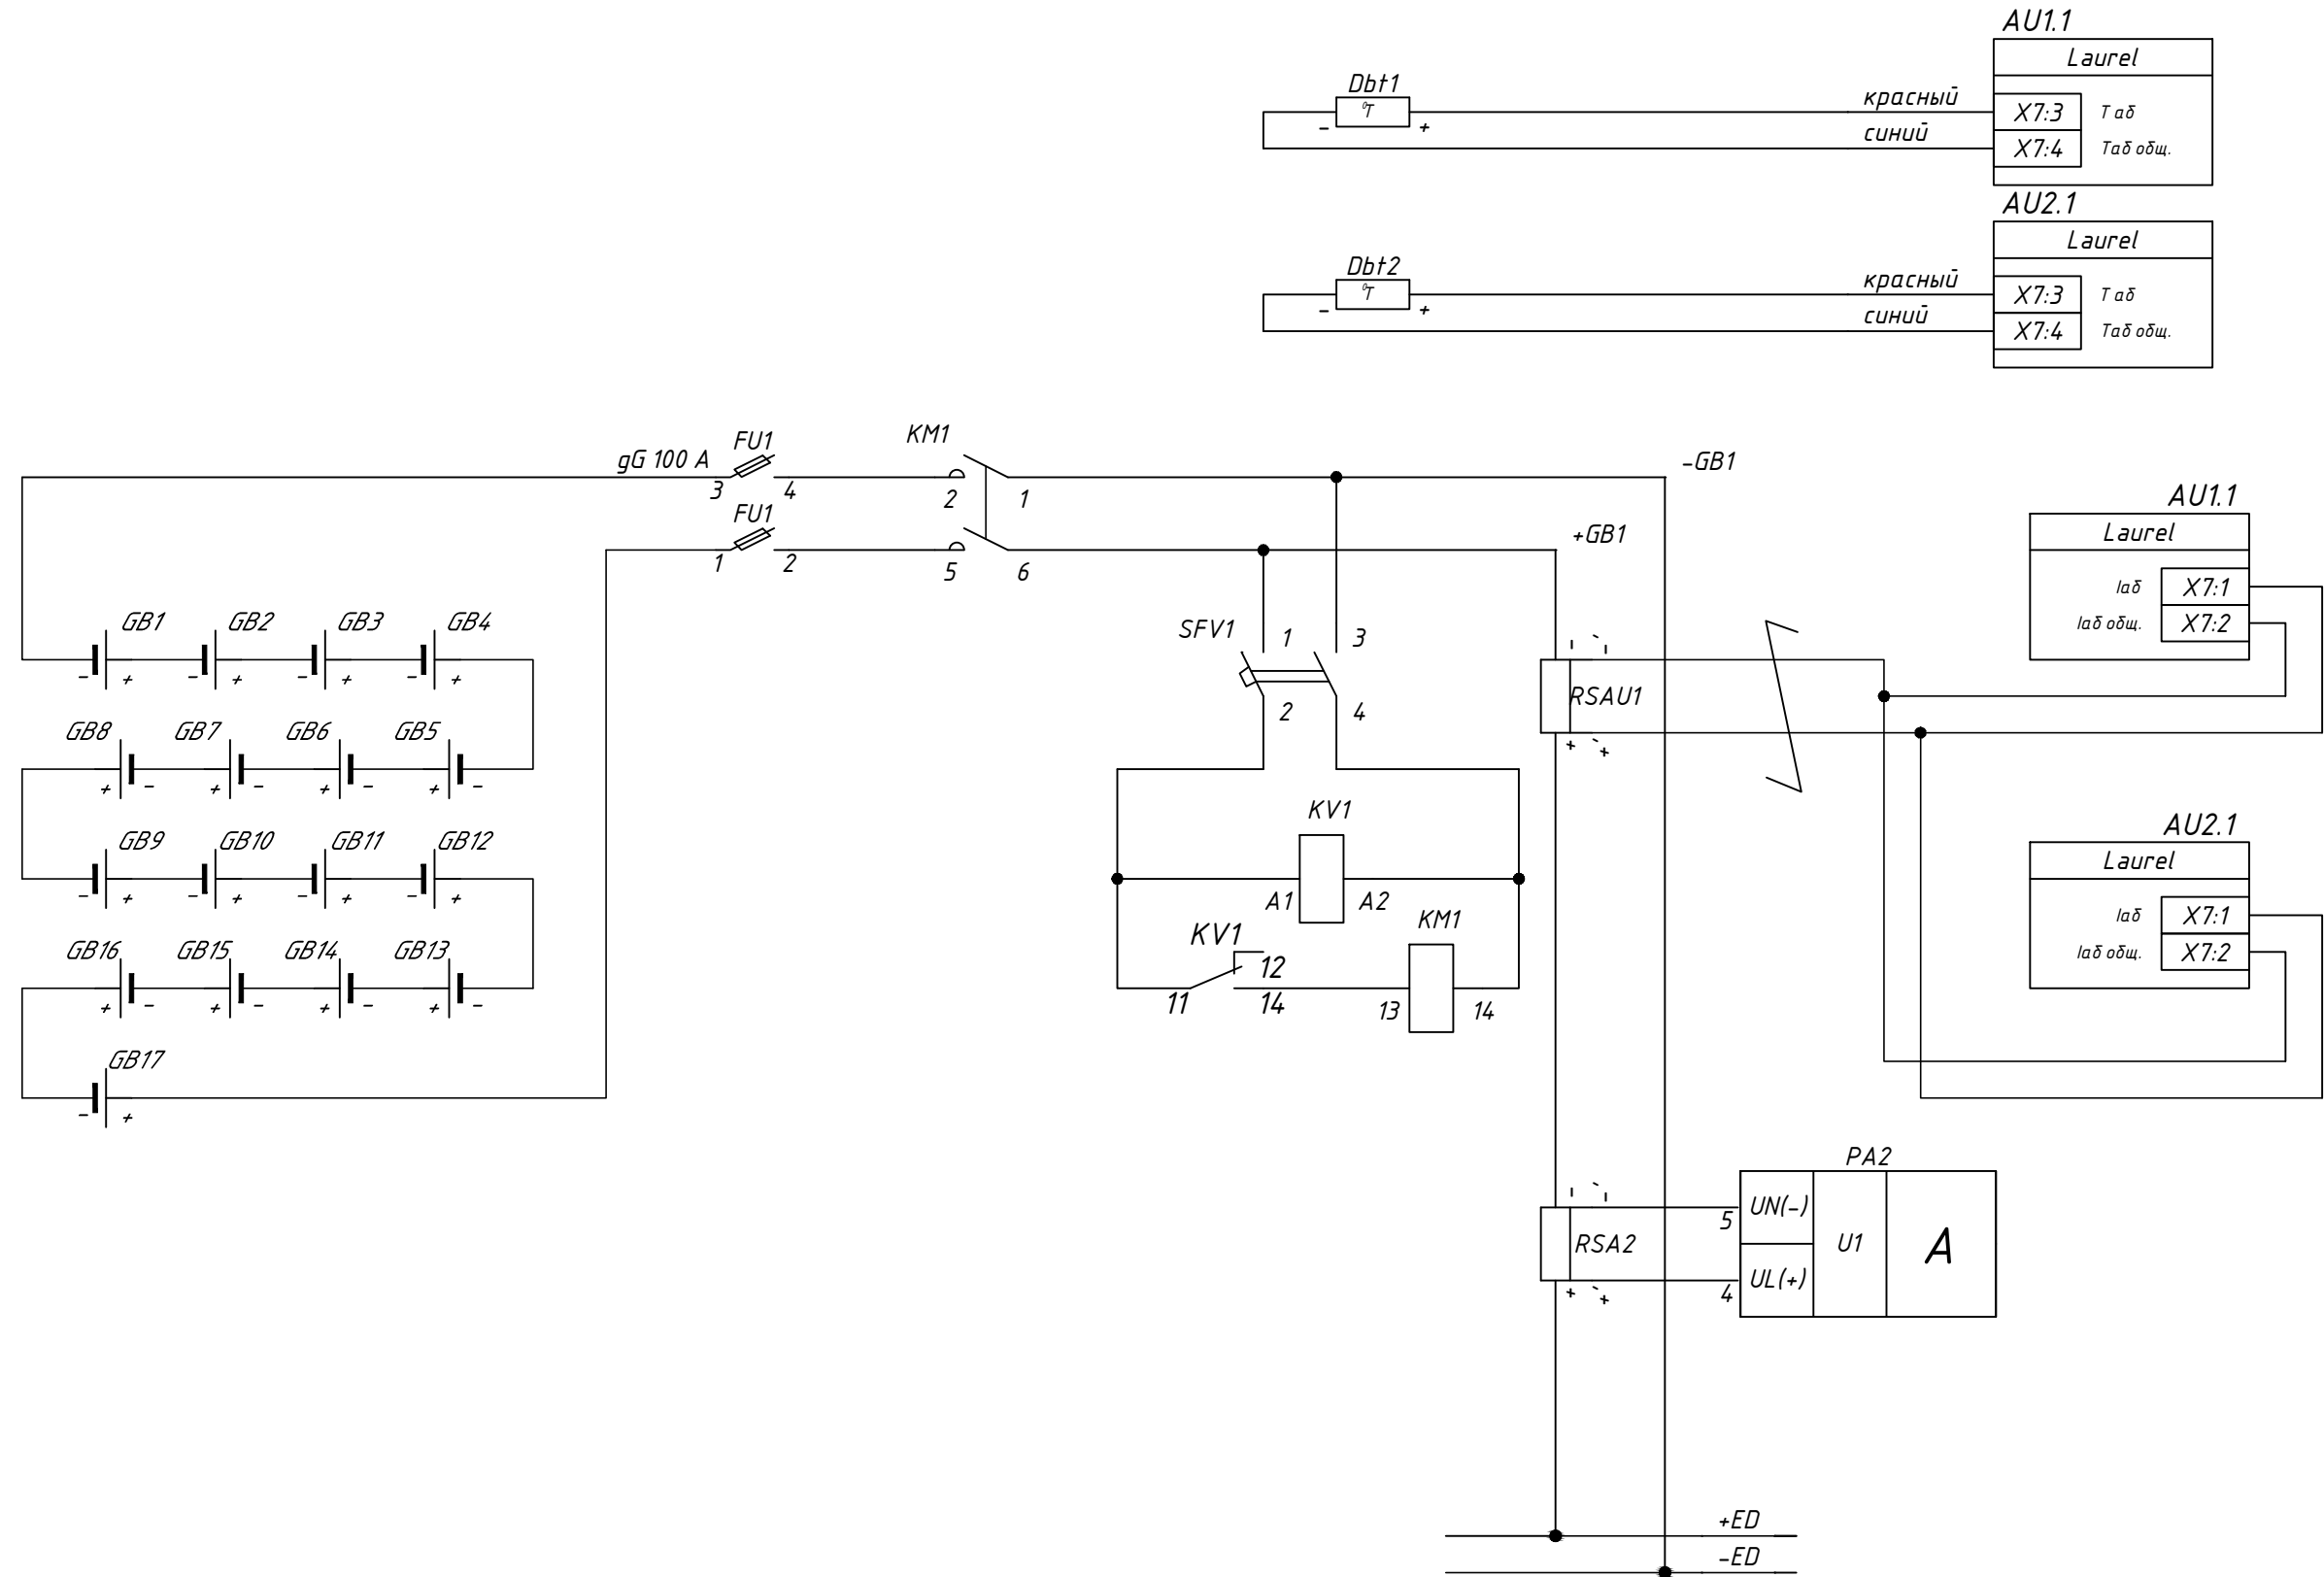 AU1.1
Laurel
Dbt1
°T
- +
красный
X7:3 Таб
синий
X7:4 Таб общ.
AU2.1
Laurel
Dbt2
°T
- +
красный
X7:3 Таб
синий
X7:4 Таб общ.
gG 100 A FU1 KM1 -GB1
3 4 2 1
FU1 +GB1
1 2 5 6
AU1.1
Laurel
Iаб X7:1
Iаб общ. X7:2
GB1 GB2 GB3 GB4
- + - + - + - +
SFV1 1 3
2 4
- -
RSAU1
+ +
GB8 GB7 GB6 GB5
+ - + - + - + -
GB9 GB10 GB11 GB12
- + - + - + - +
KV1
A1 A2
KM1
KV1
12
11 14 13 14
AU2.1
Laurel
Iаб X7:1
Iаб общ. X7:2
GB16 GB15 GB14 GB13
+ - + - + - + -
GB17
- +
PA2
- -
5 UN(-)
RSA2 U1 A
4 UL(+)
+ +
+ED
-ED